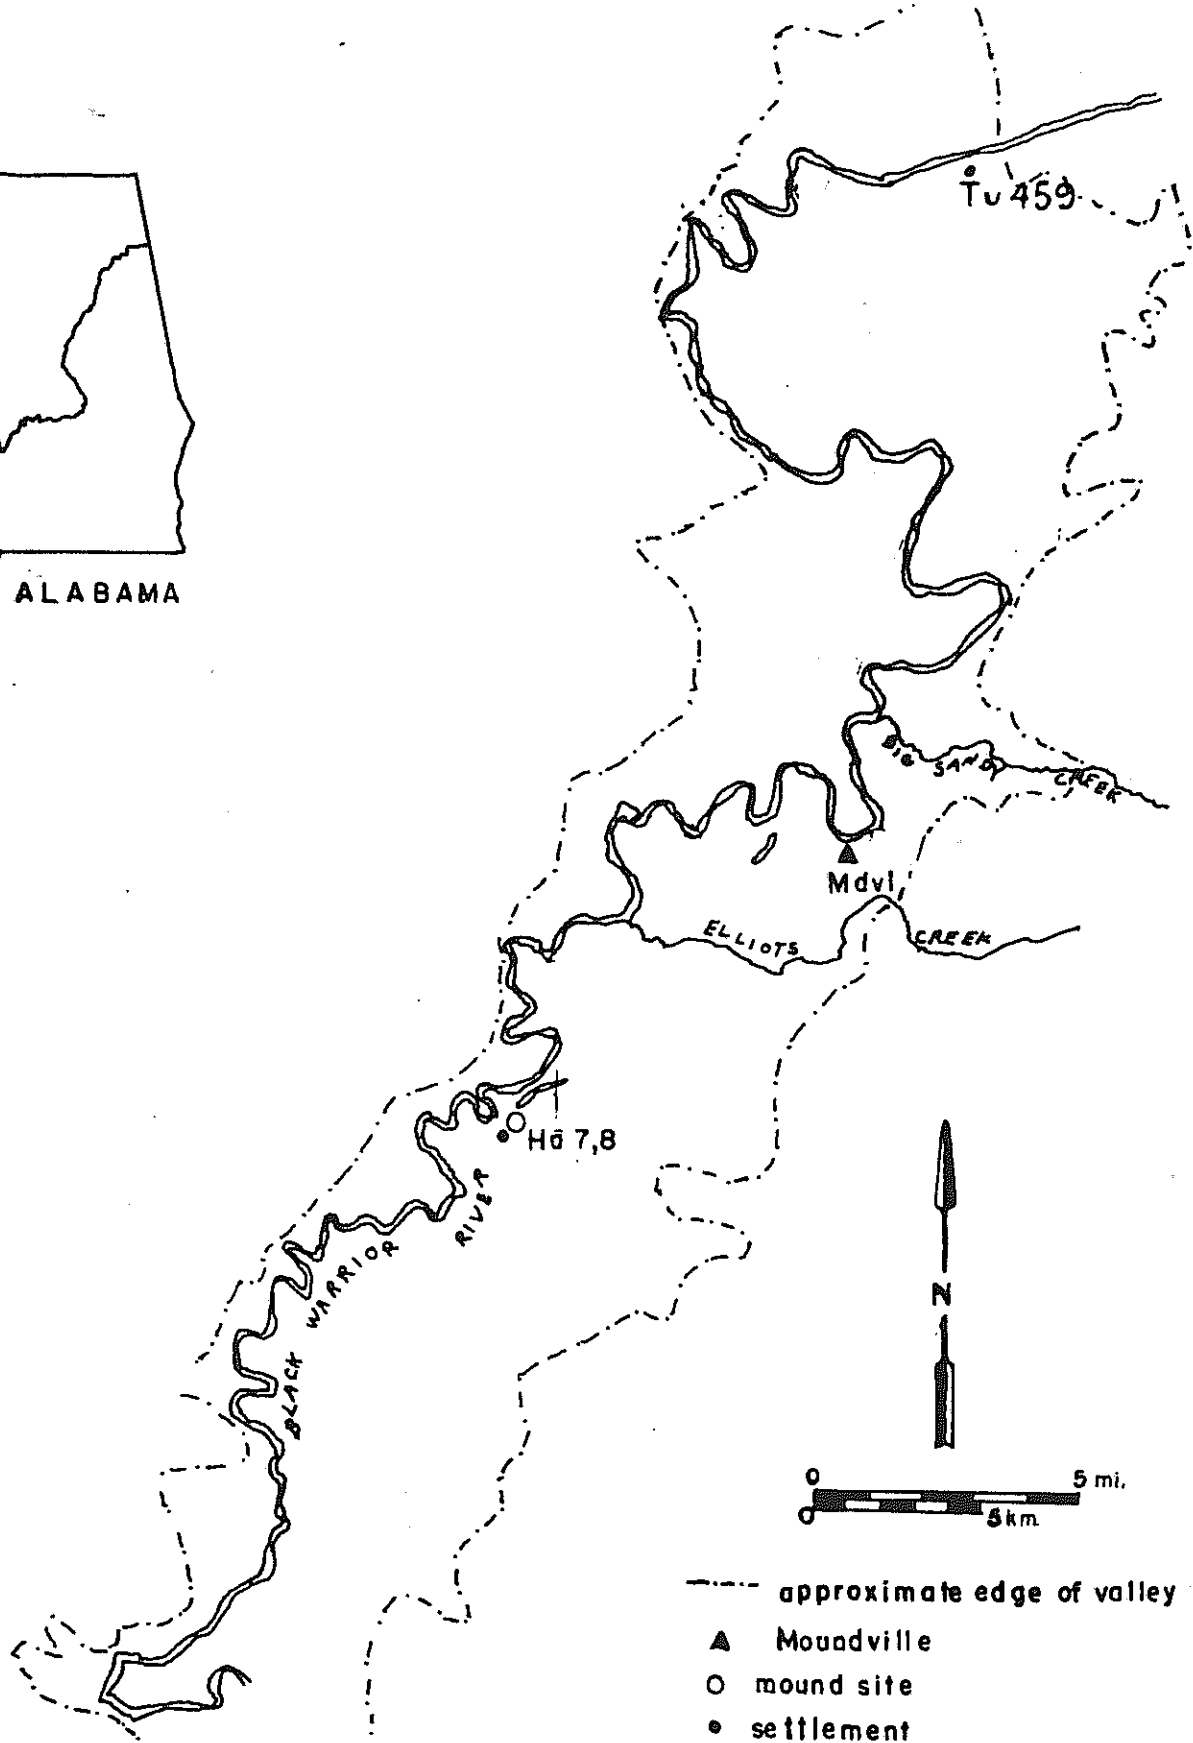 Tu 459
ALABAMA
BIG SANDY CREEK
Mdvl.
ELLIOTS CREEK
Ha 7,8
BLACK WARRIOR RIVER
N
0 5 mi.
0 5 km.
approximate edge of valley
Moundville
mound site
settlement